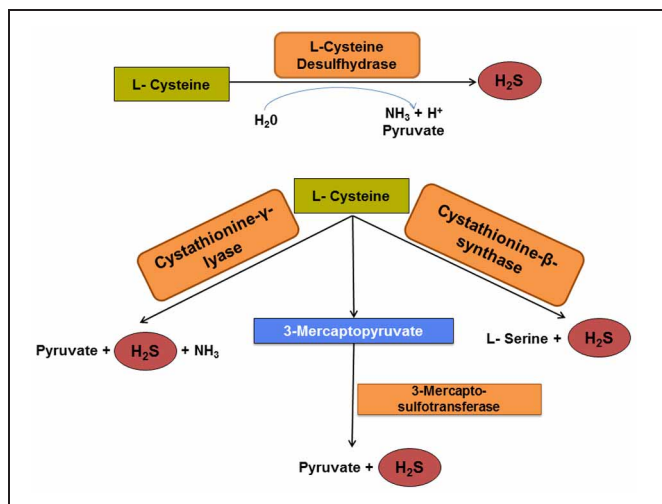 L-Cysteine
Desulfhydrase
L- Cysteine
H₂S
H₂0
NH₃ + H⁺
Pyruvate
L- Cysteine
Cystathionine-γ-
lyase
Cystathionine-β-
synthase
Pyruvate + H₂S + NH₃
3-Mercaptopyruvate
L- Serine + H₂S
3-Mercapto-
sulfotransferase
Pyruvate + H₂S